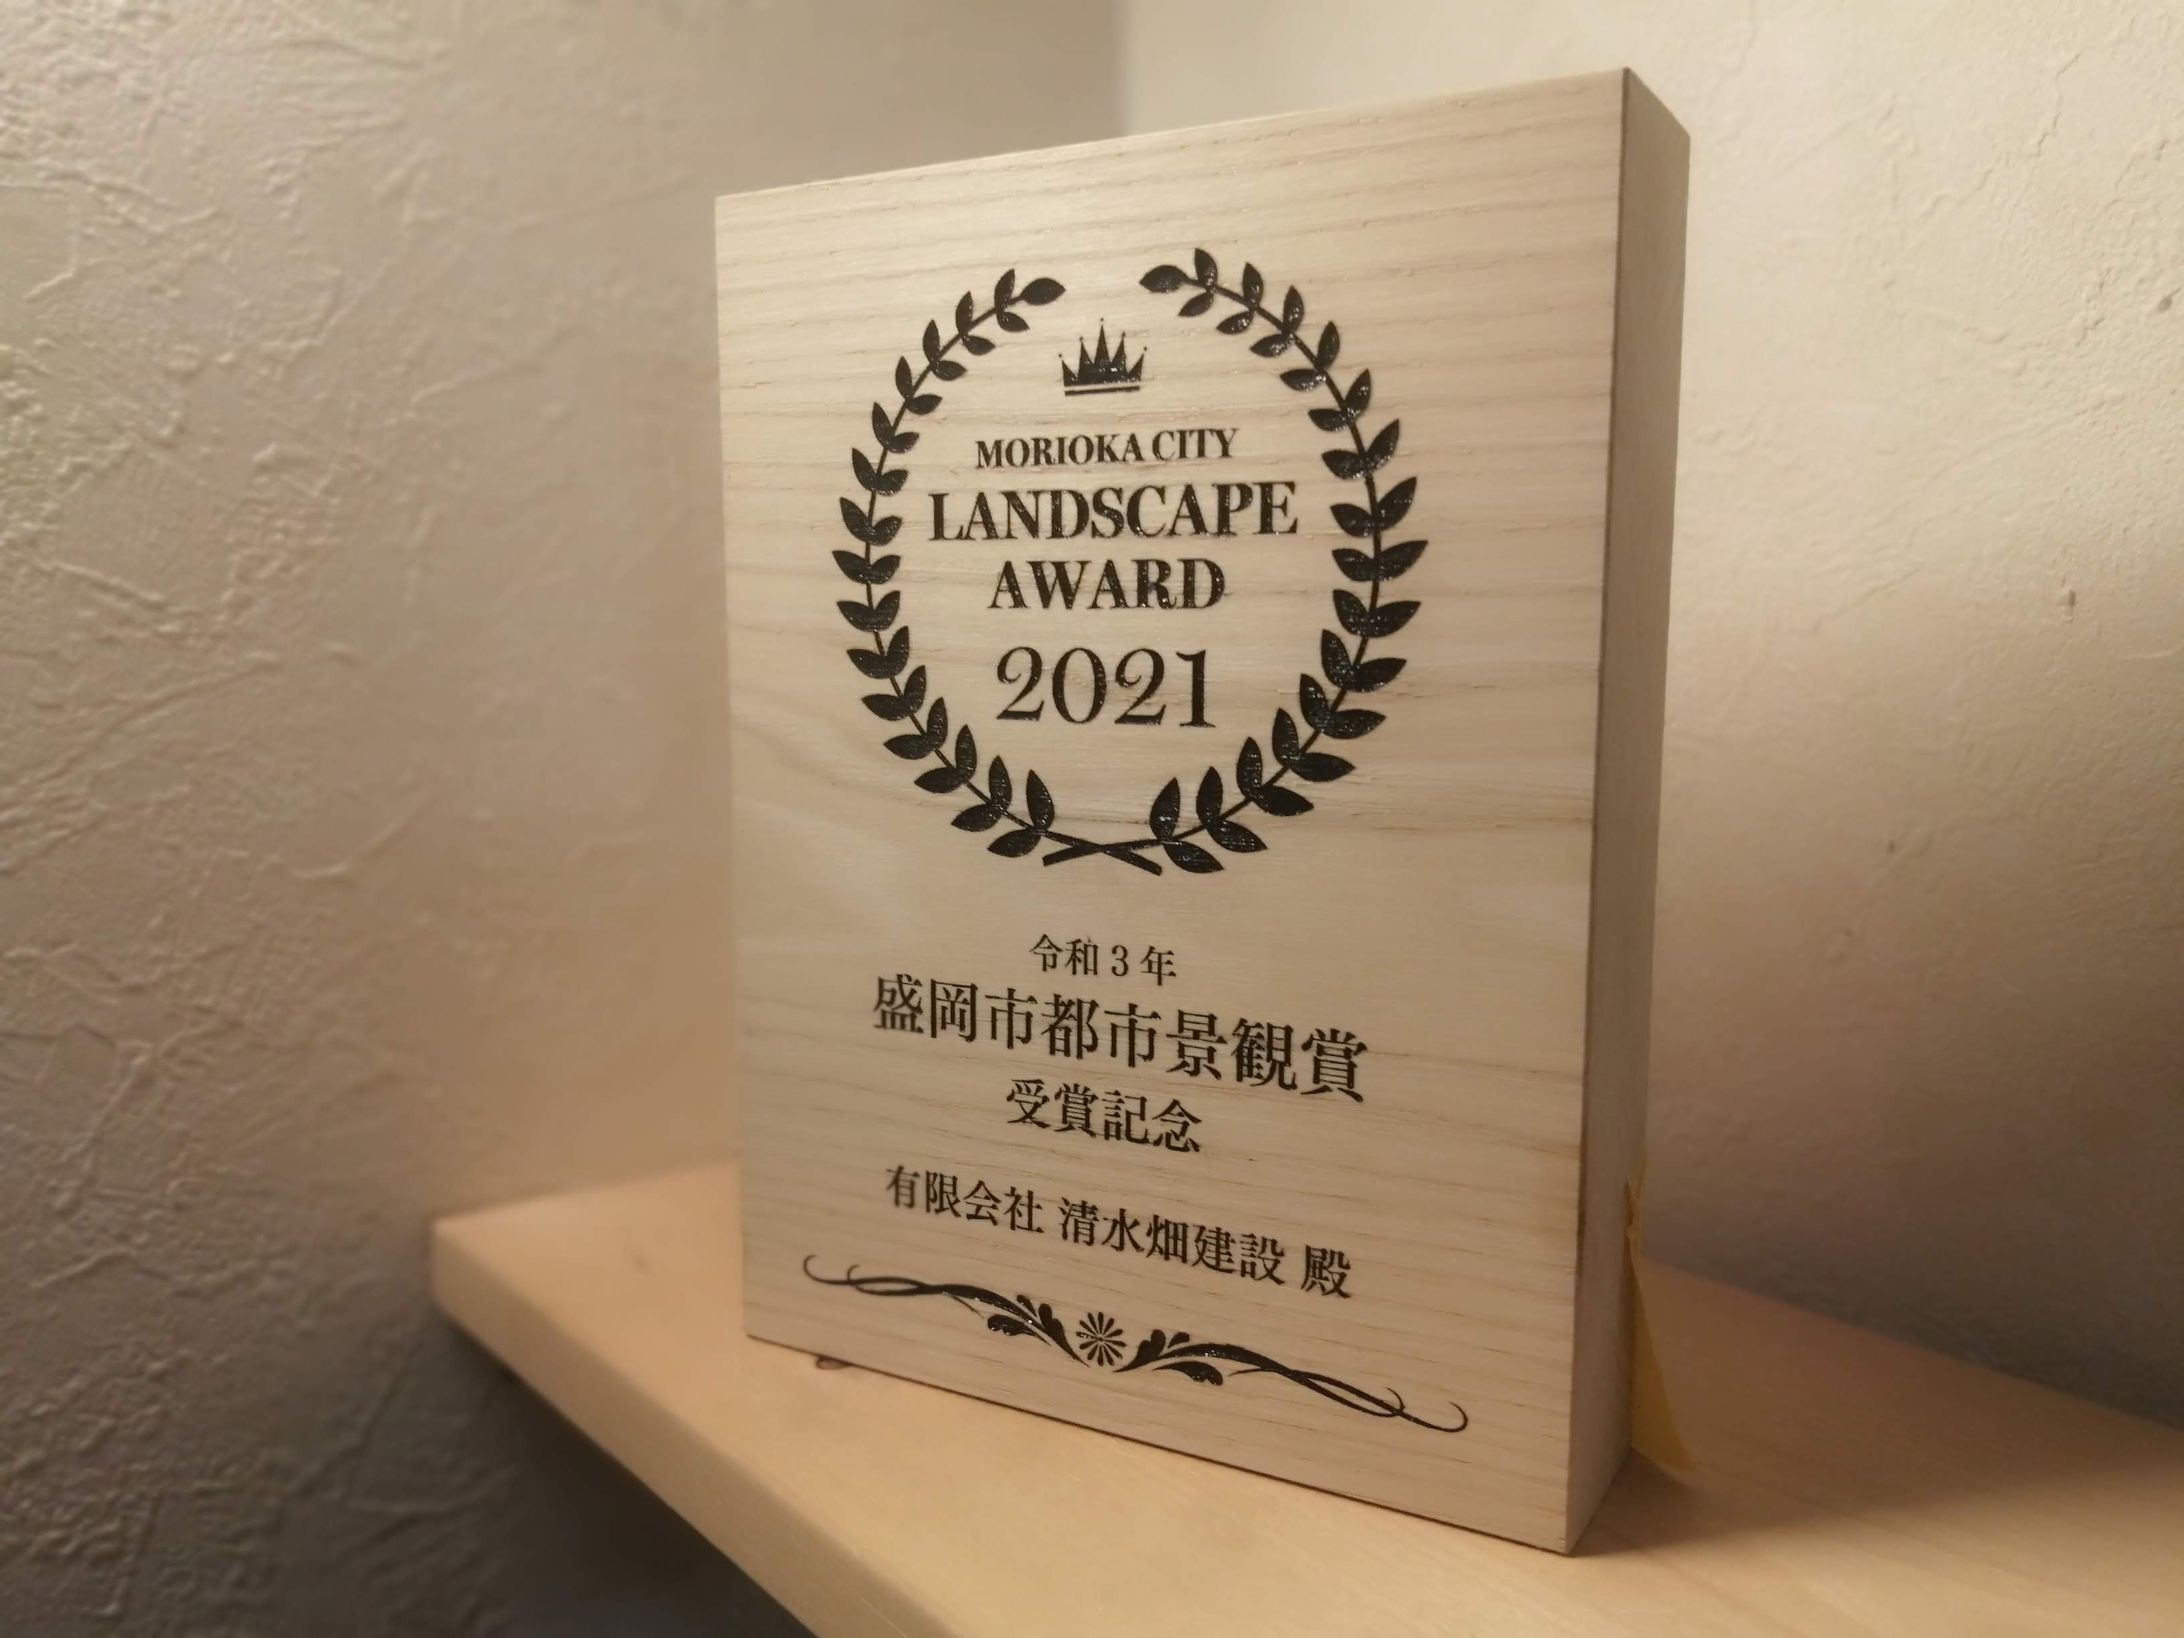 MORIOKA CITY
LANDSCAPE
AWARD
2021
令和3年
盛岡市都市景観賞
受賞記念
有限会社 清水畑建設 殿